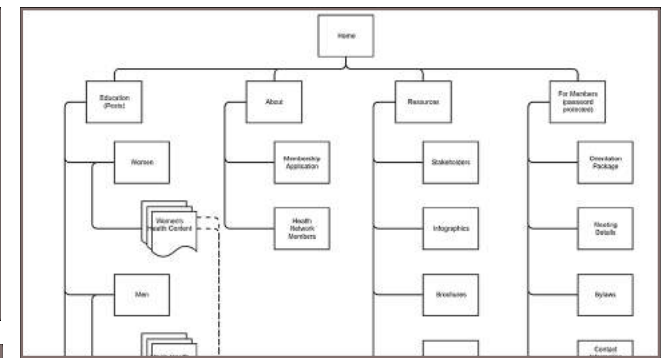 Home
Education
(Posts)
About
Resources
For Members
(password
protected)
Women
Membership
Application
Stakeholders
Orientation
Package
Women's
Health Content
Health
Network
Members
Infographics
Meeting
Details
Men
Brochures
Bylaws
Contact